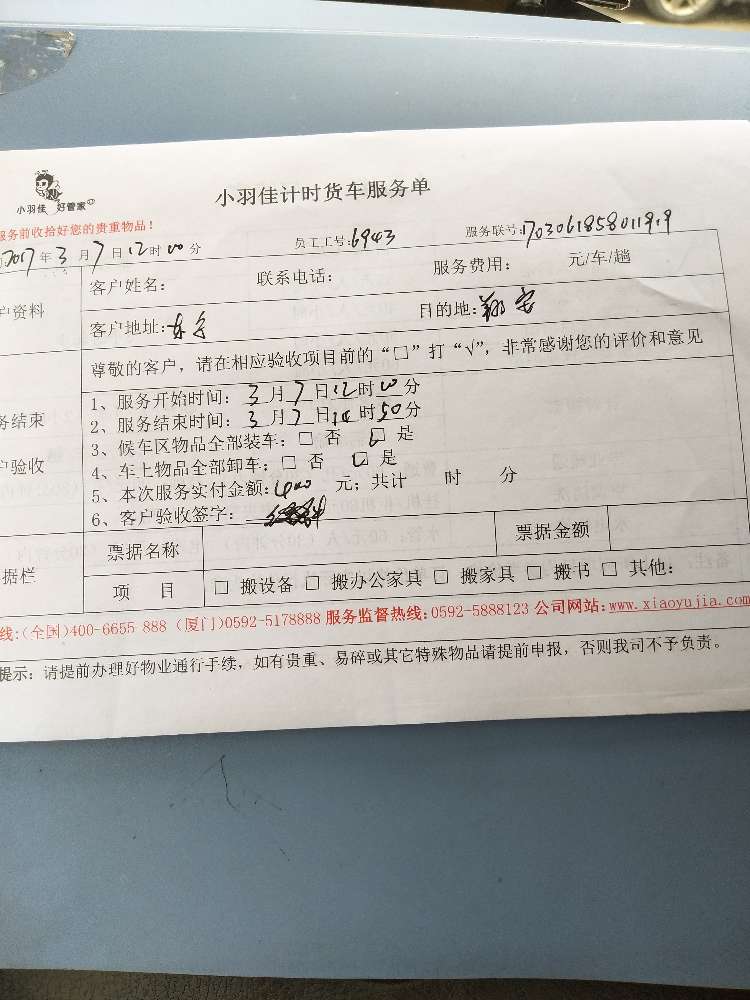 小羽佳 好管家
小羽佳计时货车服务单
服务前收拾好您的贵重物品！
2017年3月7日12时00分 员工工号:6943 服务联号:1703061858011919
户资料 客户姓名: 联系电话: 服务费用: 元/车/趟
客户地址: 目的地:翔安
尊敬的客户，请在相应验收项目前的“口”打“√”，非常感谢您的评价和意见
务结束
户验收
1、服务开始时间: 3月7日12时00分
2、服务结束时间: 3月7日14时50分
3、候车区物品全部装车: □ 否 □ 是
4、车上物品全部卸车: □ 否 □ 是
5、本次服务实付金额: 元; 共计 时 分
6、客户验收签字:
据栏 票据名称 票据金额
项 目 □ 搬设备 □ 搬办公家具 □ 搬家具 □ 搬书 □ 其他:
线:(全国)400-6655 888 (厦门)0592-5178888 服务监督热线:0592-5888123 公司网站:www.xiaoyujia.com
提示: 请提前办理好物业通行手续，如有贵重、易碎或其它特殊物品请提前申报，否则我司不予负责。